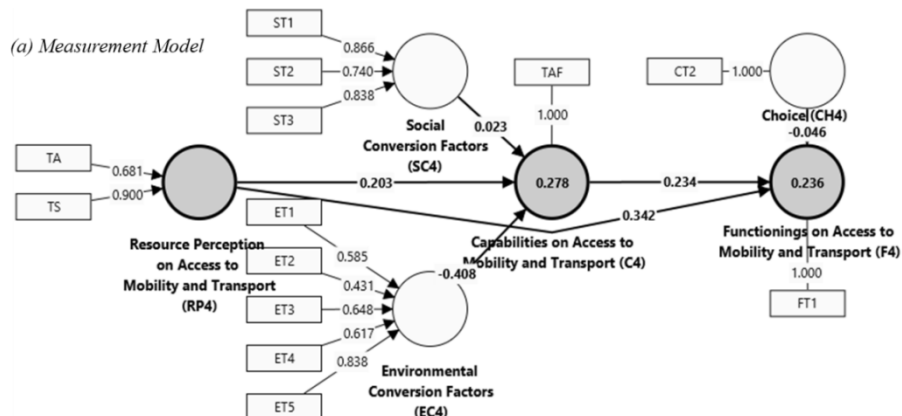 (a) Measurement Model
ST1
ST2
ST3
0.866
0.740
0.838
Social
Conversion Factors
(SC4)
0.023
TAF
1.000
CT2
1.000
Choice (CH4)
-0.046
TA
TS
0.681
0.900
0.203
0.278
0.234
0.236
0.342
Resource Perception
on Access to
Mobility and Transport
(RP4)
Capabilities on Access to
Mobility and Transport (C4)
Functionings on Access to
Mobility and Transport (F4)
1.000
FT1
ET1
ET2
ET3
ET4
ET5
0.585
0.431
0.648
0.617
0.838
-0.408
Environmental
Conversion Factors
(EC4)